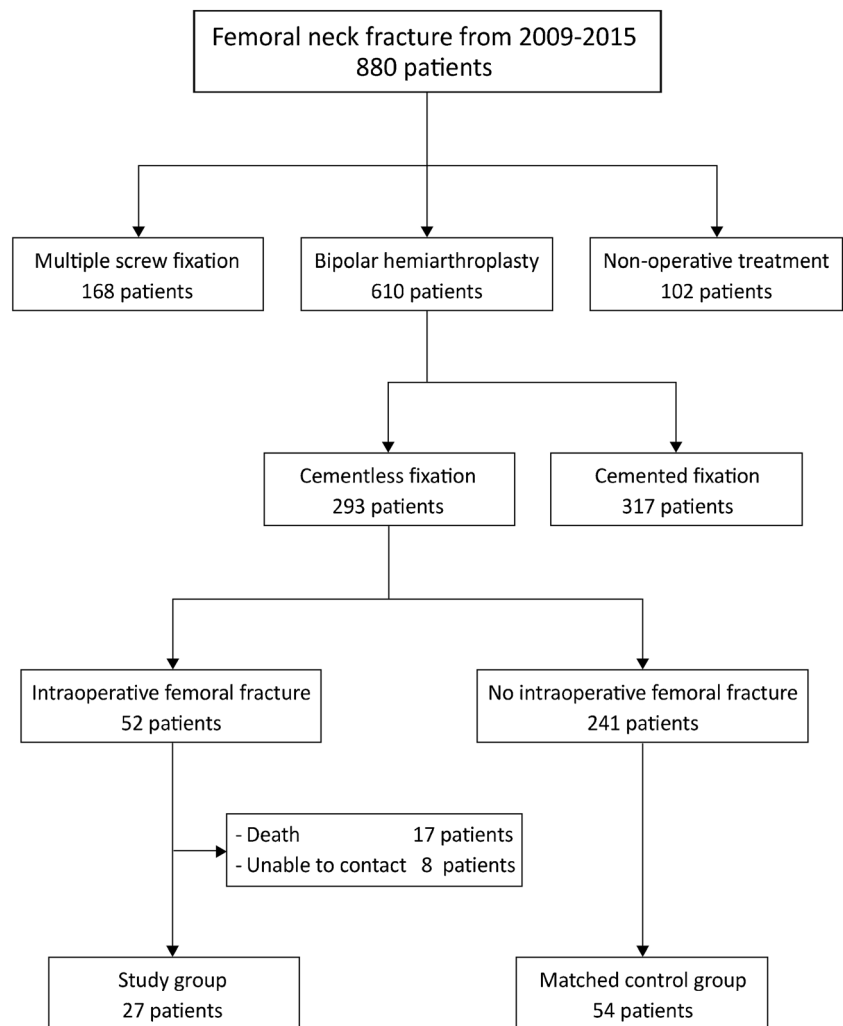 Femoral neck fracture from 2009-2015
880 patients
Multiple screw fixation
168 patients
Bipolar hemiarthroplasty
610 patients
Non-operative treatment
102 patients
Cementless fixation
293 patients
Cemented fixation
317 patients
Intraoperative femoral fracture
52 patients
No intraoperative femoral fracture
241 patients
- Death 17 patients
- Unable to contact 8 patients
Study group
27 patients
Matched control group
54 patients